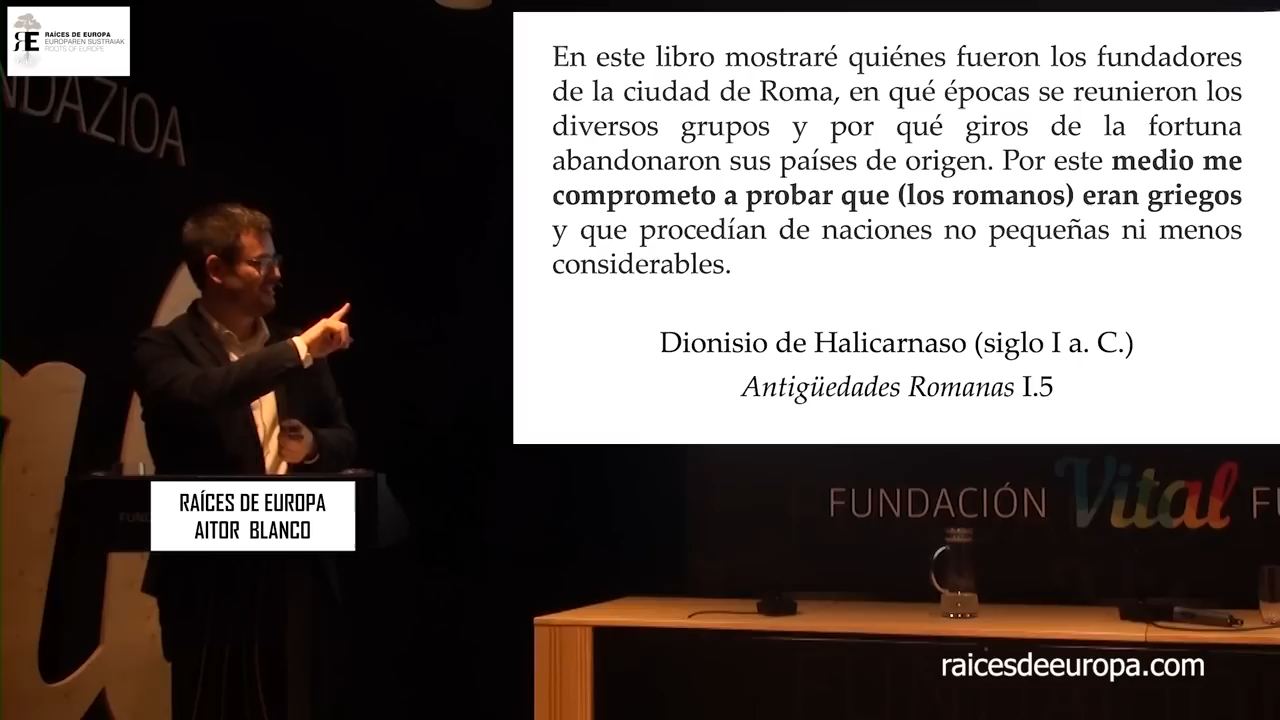 RAÍCES DE EUROPA
EUROPAREN SUSTRAIAK
ROOTS OF EUROPE
NDAZIOA
En este libro mostraré quiénes fueron los fundadores
de la ciudad de Roma, en qué épocas se reunieron los
diversos grupos y por qué giros de la fortuna
abandonaron sus países de origen. Por este medio me
comprometo a probar que (los romanos) eran griegos
y que procedían de naciones no pequeñas ni menos
considerables.
Dionisio de Halicarnaso (siglo I a. C.)
Antigüedades Romanas I.5
RAÍCES DE EUROPA
AITOR BLANCO
FUNDACIÓN Vital F
raicesdeeuropa.com